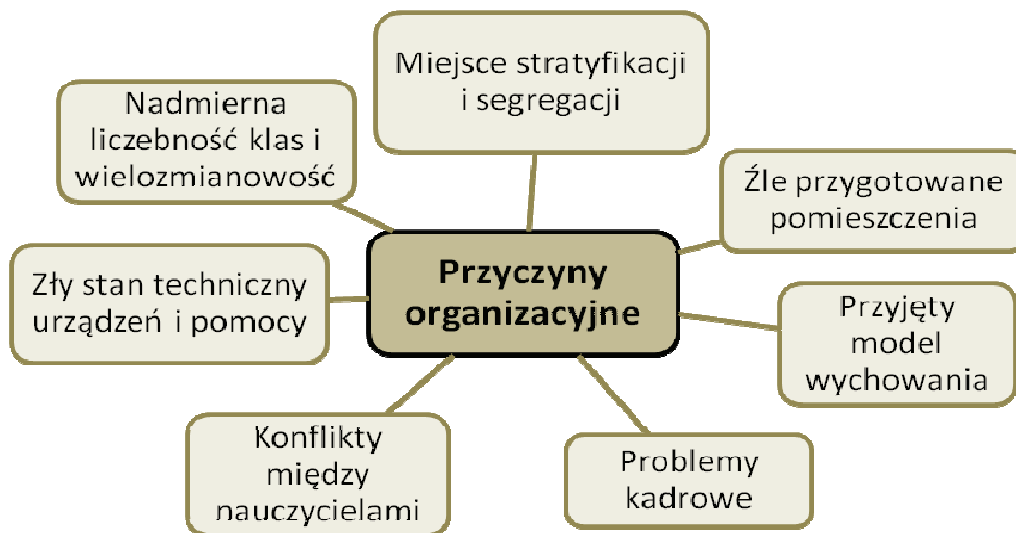 Miejsce stratyfikacji
i segregacji
Nadmierna
liczebność klas i
wielozmianowość
Źle przygotowane
pomieszczenia
Przyczyny
organizacyjne
Zły stan techniczny
urządzeń i pomocy
Przyjęty
model
wychowania
Konflikty
między
nauczycielami
Problemy
kadrowe